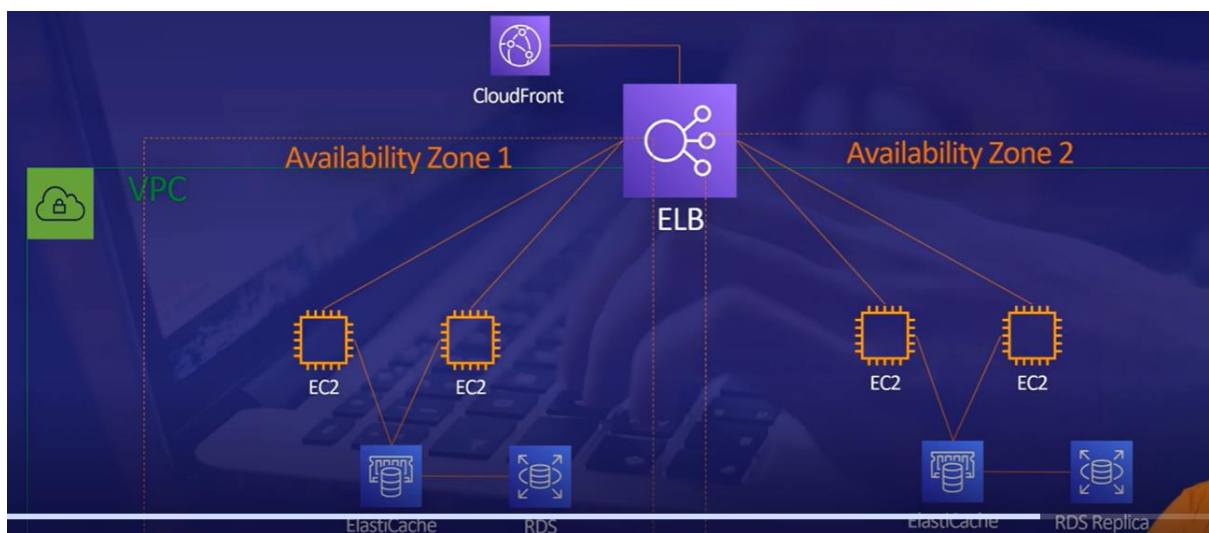 CloudFront
Availability Zone 1
Availability Zone 2
VPC
ELB
EC2
EC2
EC2
EC2
ElastiCache
RDS
ElastiCache
RDS Replica